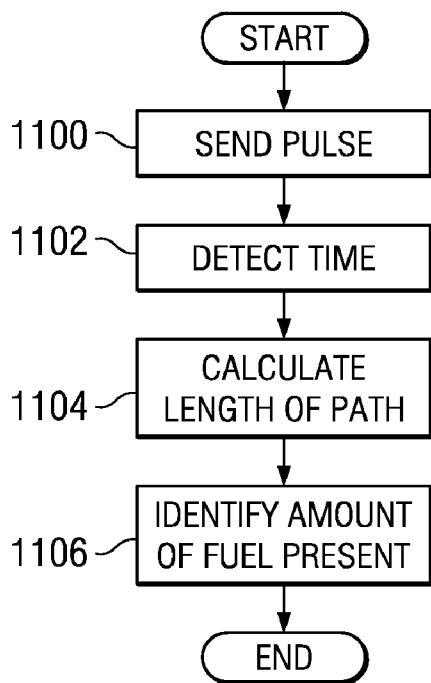 START
1100
SEND PULSE
1102
DETECT TIME
1104
CALCULATE
LENGTH OF PATH
1106
IDENTIFY AMOUNT
OF FUEL PRESENT
END